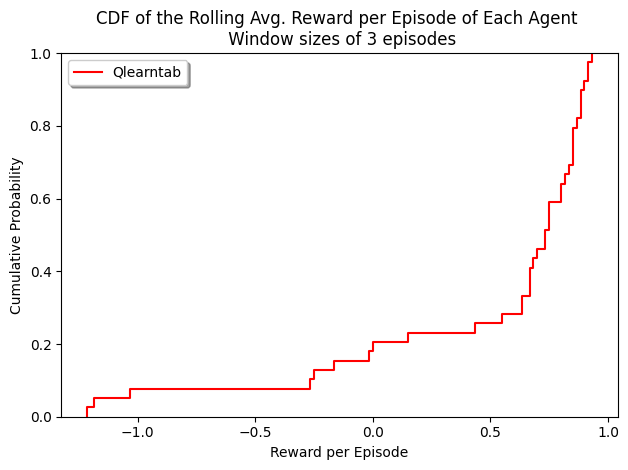 CDF of the Rolling Avg. Reward per Episode of Each Agent
Window sizes of 3 episodes
Qlearntab
1.0
0.8
0.6
0.4
0.2
0.0
Cumulative Probability
−1.0 −0.5 0.0 0.5 1.0
Reward per Episode